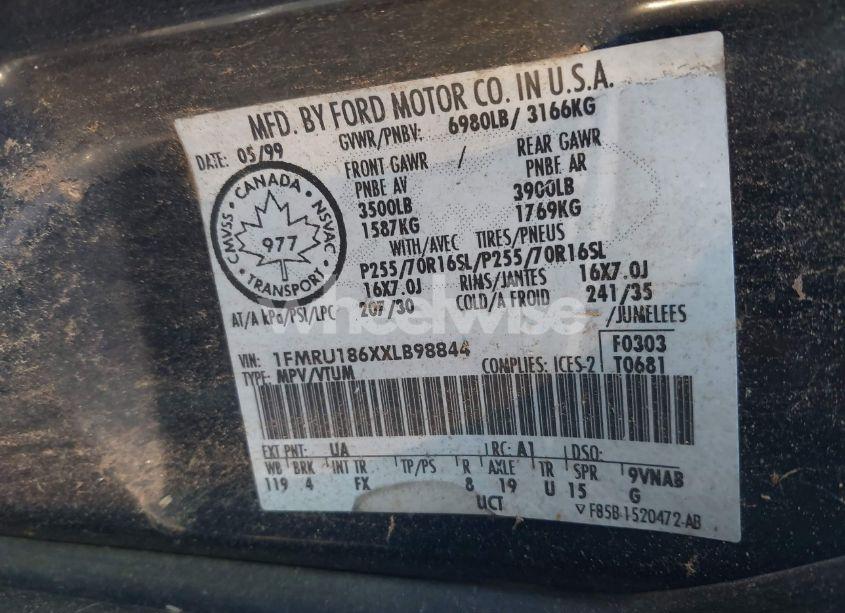 MFD. BY FORD MOTOR CO. IN U.S.A.
DATE: 05/99 GVWR/PNBV: 6980LB/ 3166KG
FRONT GAWR / REAR GAWR
PNBE AV PNBE AR
3500LB 3900LB
1587KG 1769KG
WITH/AVEC TIRES/PNEUS
P255/70R16SL/P255/70R16SL
16X7.0J RIMS/JANTES 16X7.0J
AT/A kPa/PSI/LPC 207/30 COLD/A FROID 241/35
/JUMELEES
CMVSS • CANADA • NSVAC • TRANSPORT •
977
VIN: 1FMRU186XXLB98844 F0303
TYPE: MPV/VTUM COMPLIES: ICES-2 T0681
EXT PNT: UA RC: A1 DSO:
WB BRK INT TR TP/PS R AXLE TR SPR 9VNAB
119 4 FX 8 19 U 15 G
UCT F85B-1520472-AB
wheelwise